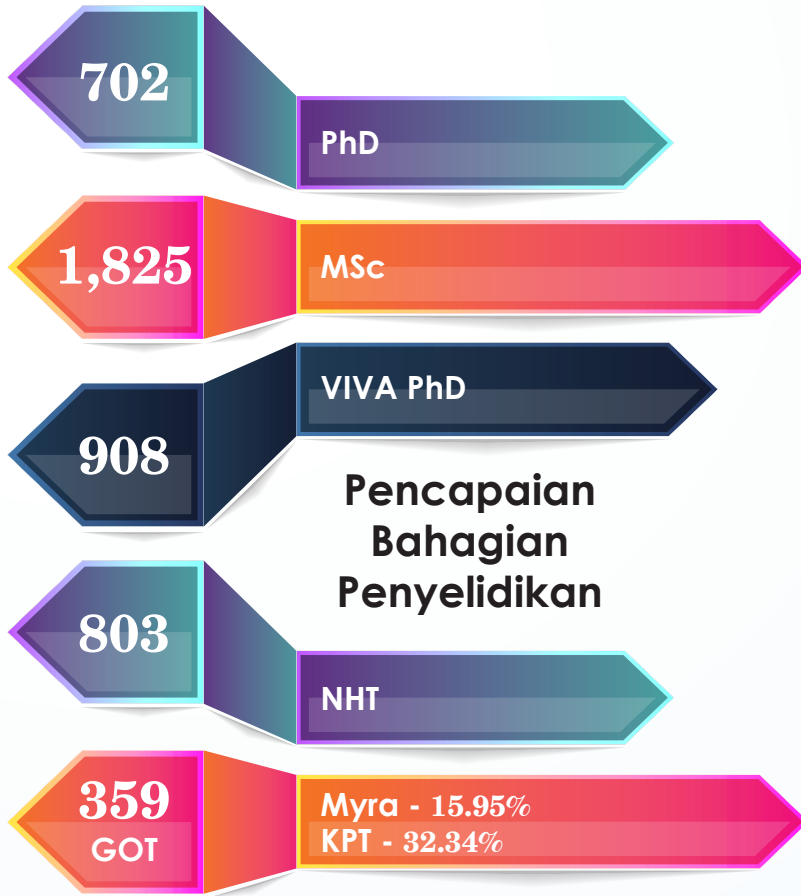 702
PhD
1,825
MSc
908
VIVA PhD
Pencapaian
Bahagian
Penyelidikan
803
NHT
359
GOT
Myra - 15.95%
KPT - 32.34%